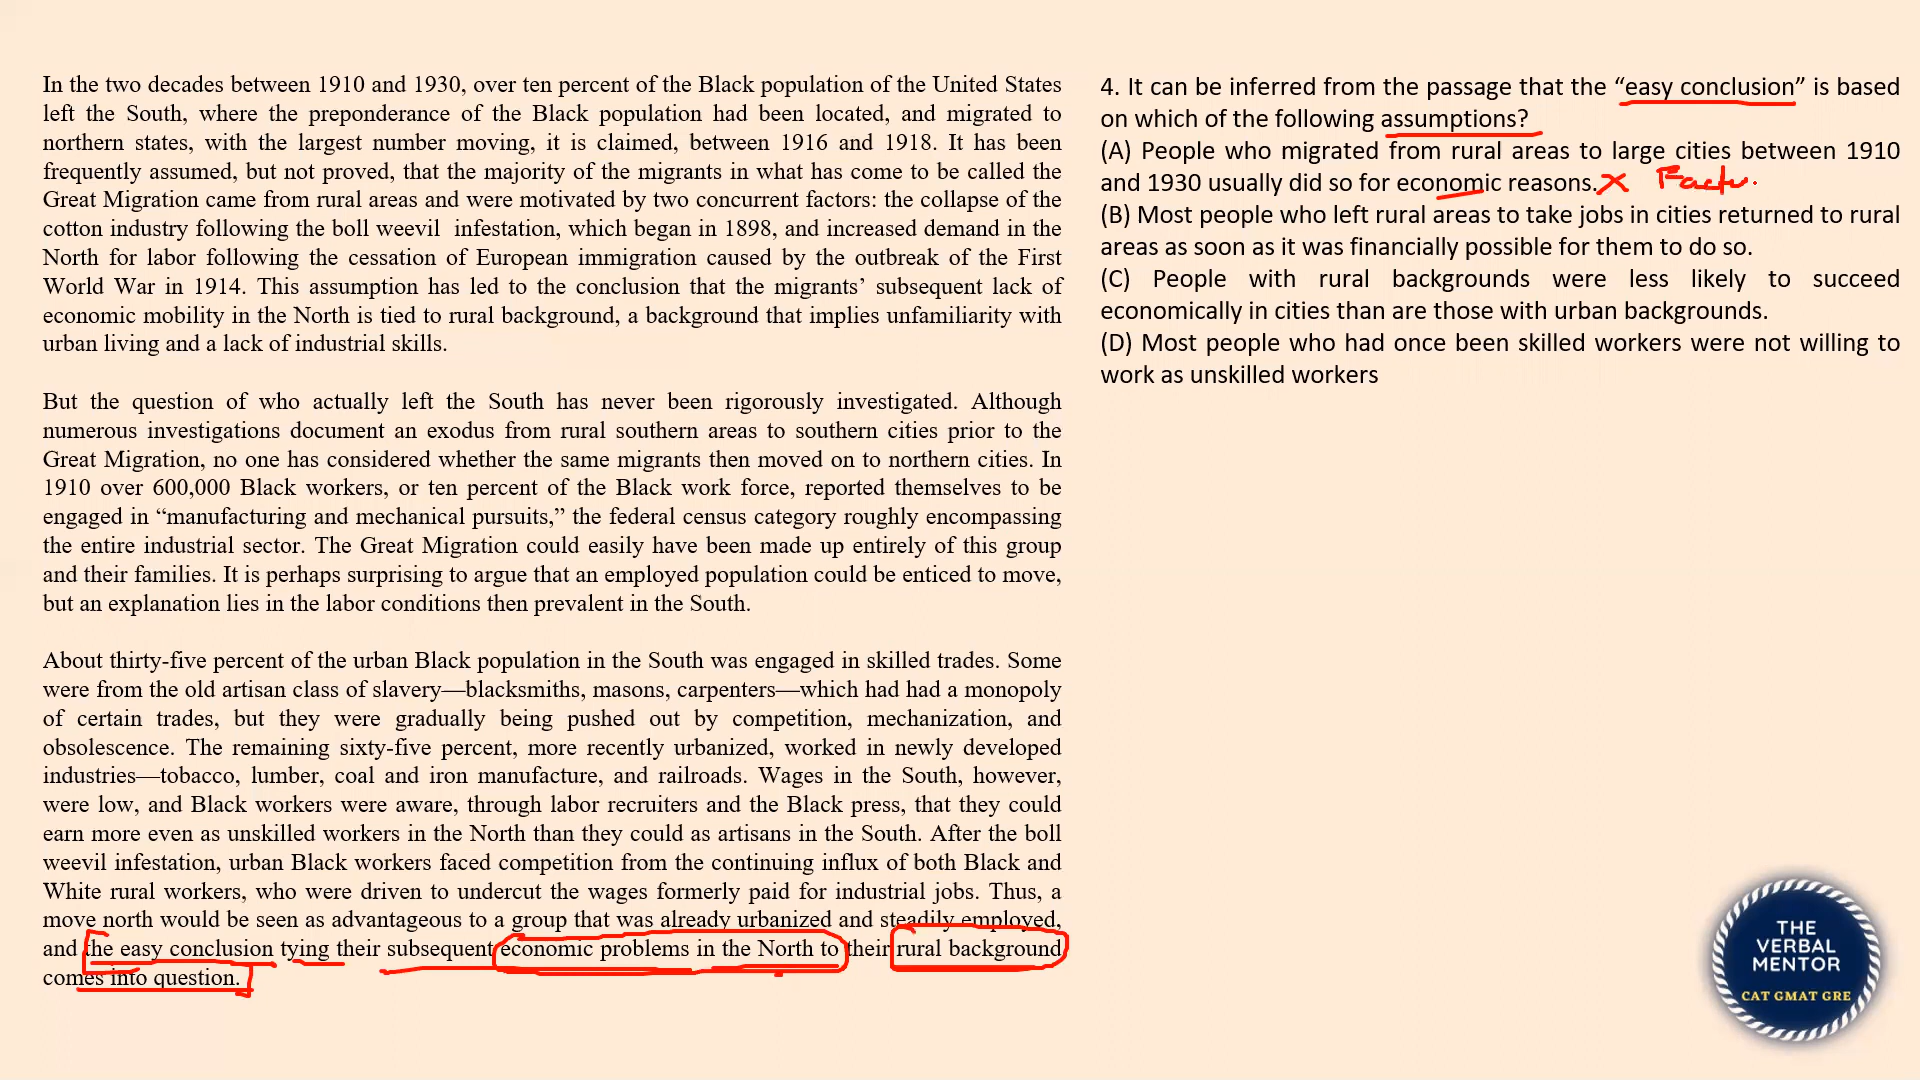 In the two decades between 1910 and 1930, over ten percent of the Black population of the United States
left the South, where the preponderance of the Black population had been located, and migrated to
northern states, with the largest number moving, it is claimed, between 1916 and 1918. It has been
frequently assumed, but not proved, that the majority of the migrants in what has come to be called the
Great Migration came from rural areas and were motivated by two concurrent factors: the collapse of the
cotton industry following the boll weevil infestation, which began in 1898, and increased demand in the
North for labor following the cessation of European immigration caused by the outbreak of the First
World War in 1914. This assumption has led to the conclusion that the migrants’ subsequent lack of
economic mobility in the North is tied to rural background, a background that implies unfamiliarity with
urban living and a lack of industrial skills.
But the question of who actually left the South has never been rigorously investigated. Although
numerous investigations document an exodus from rural southern areas to southern cities prior to the
Great Migration, no one has considered whether the same migrants then moved on to northern cities. In
1910 over 600,000 Black workers, or ten percent of the Black work force, reported themselves to be
engaged in “manufacturing and mechanical pursuits,” the federal census category roughly encompassing
the entire industrial sector. The Great Migration could easily have been made up entirely of this group
and their families. It is perhaps surprising to argue that an employed population could be enticed to move,
but an explanation lies in the labor conditions then prevalent in the South.
About thirty-five percent of the urban Black population in the South was engaged in skilled trades. Some
were from the old artisan class of slavery—blacksmiths, masons, carpenters—which had had a monopoly
of certain trades, but they were gradually being pushed out by competition, mechanization, and
obsolescence. The remaining sixty-five percent, more recently urbanized, worked in newly developed
industries—tobacco, lumber, coal and iron manufacture, and railroads. Wages in the South, however,
were low, and Black workers were aware, through labor recruiters and the Black press, that they could
earn more even as unskilled workers in the North than they could as artisans in the South. After the boll
weevil infestation, urban Black workers faced competition from the continuing influx of both Black and
White rural workers, who were driven to undercut the wages formerly paid for industrial jobs. Thus, a
move north would be seen as advantageous to a group that was already urbanized and steadily employed,
and the easy conclusion tying their subsequent economic problems in the North to their rural background
comes into question.
4. It can be inferred from the passage that the “easy conclusion” is based
on which of the following assumptions?
(A) People who migrated from rural areas to large cities between 1910
and 1930 usually did so for economic reasons. X
(B) Most people who left rural areas to take jobs in cities returned to rural
areas as soon as it was financially possible for them to do so.
(C) People with rural backgrounds were less likely to succeed
economically in cities than are those with urban backgrounds.
(D) Most people who had once been skilled workers were not willing to
work as unskilled workers
THE
VERBAL
MENTOR
CAT GMAT GRE